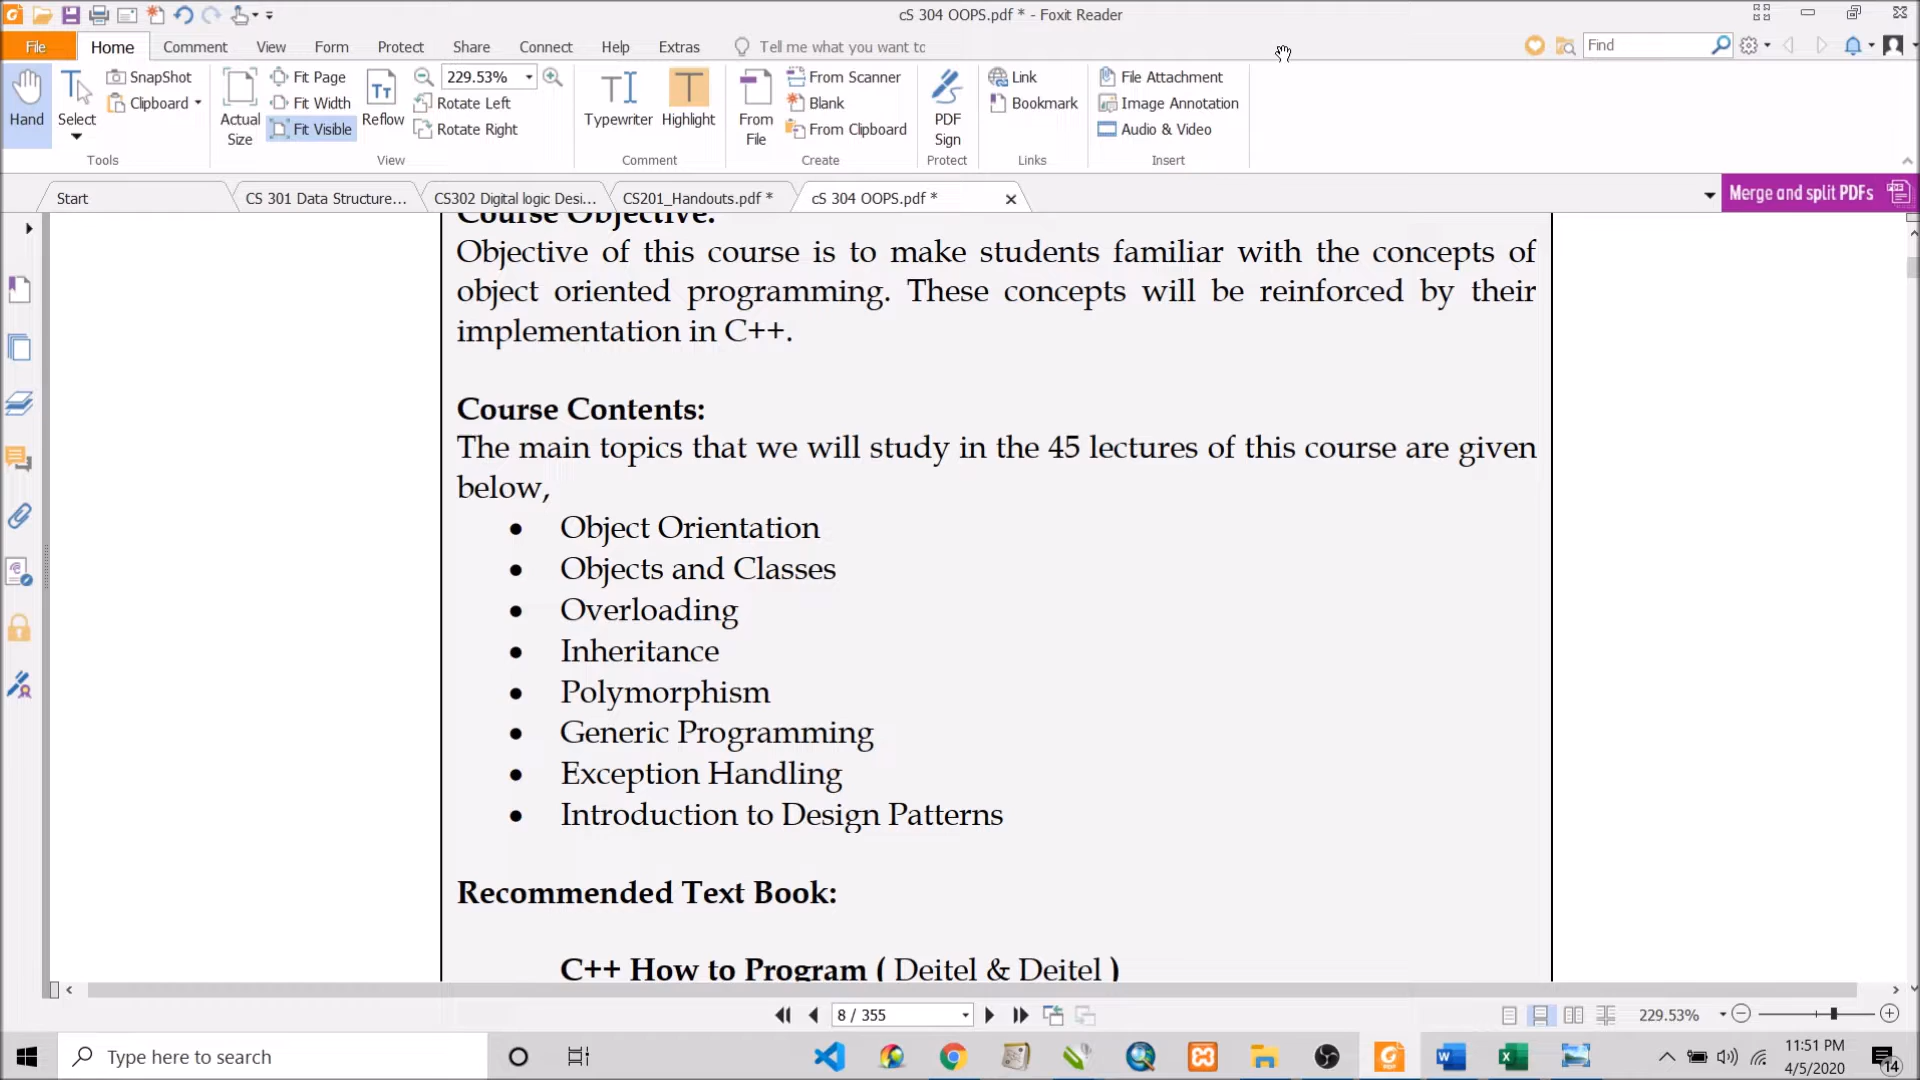 cS 304 OOPS.pdf * - Foxit Reader
File Home Comment View Form Protect Share Connect Help Extras Tell me what you want to Find
Hand
Select
SnapShot
Clipboard
Tools
Actual Size
Fit Page
Fit Width
Fit Visible
Reflow
229.53%
Rotate Left
Rotate Right
View
Typewriter Highlight
Comment
From File
From Scanner
Blank
From Clipboard
Create
PDF Sign
Protect
Link
Bookmark
Links
File Attachment
Image Annotation
Audio & Video
Insert
Start CS 301 Data Structure... CS302 Digital logic Desi... CS201_Handouts.pdf * cS 304 OOPS.pdf * Merge and split PDFs
Course Objective:
Objective of this course is to make students familiar with the concepts of
object oriented programming. These concepts will be reinforced by their
implementation in C++.
Course Contents:
The main topics that we will study in the 45 lectures of this course are given
below,
• Object Orientation
• Objects and Classes
• Overloading
• Inheritance
• Polymorphism
• Generic Programming
• Exception Handling
• Introduction to Design Patterns
Recommended Text Book:
C++ How to Program ( Deitel & Deitel )
8 / 355 229.53%
Type here to search
11:51 PM
4/5/2020
14